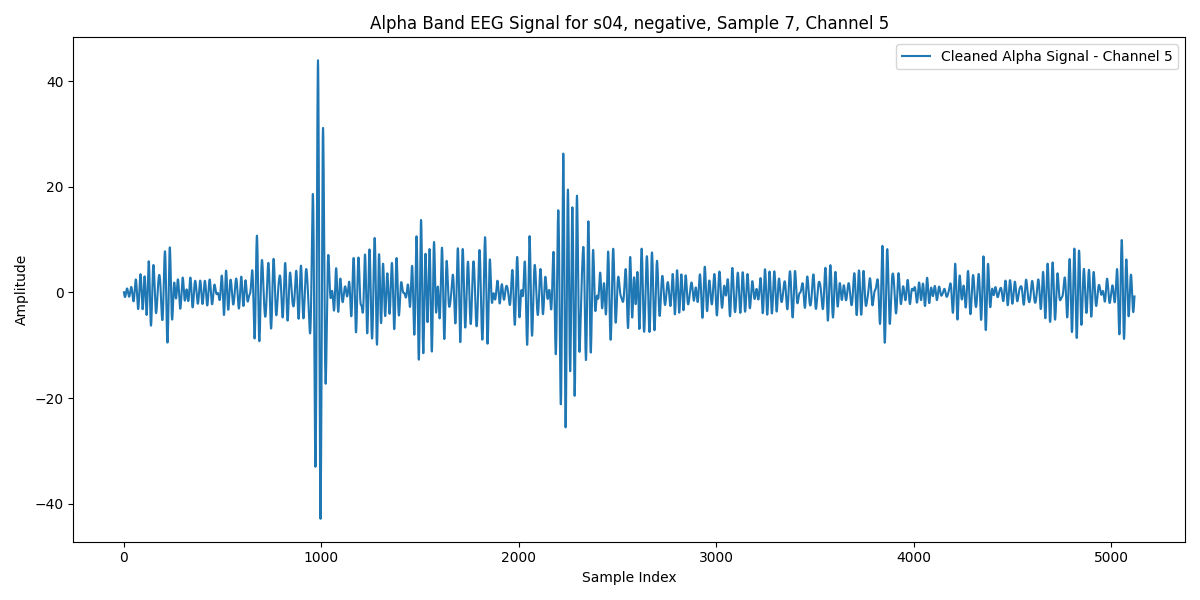 Alpha Band EEG Signal for s04, negative, Sample 7, Channel 5
Cleaned Alpha Signal - Channel 5
Amplitude
40
20
0
−20
−40
0 1000 2000 3000 4000 5000
Sample Index